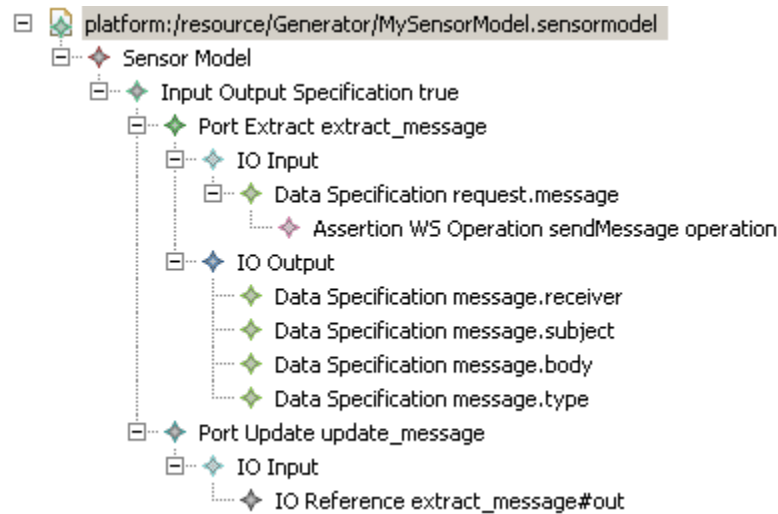 platform:/resource/Generator/MySensorModel.sensormodel
Sensor Model
Input Output Specification true
Port Extract extract_message
IO Input
Data Specification request.message
Assertion WS Operation sendMessage operation
IO Output
Data Specification message.receiver
Data Specification message.subject
Data Specification message.body
Data Specification message.type
Port Update update_message
IO Input
IO Reference extract_message#out